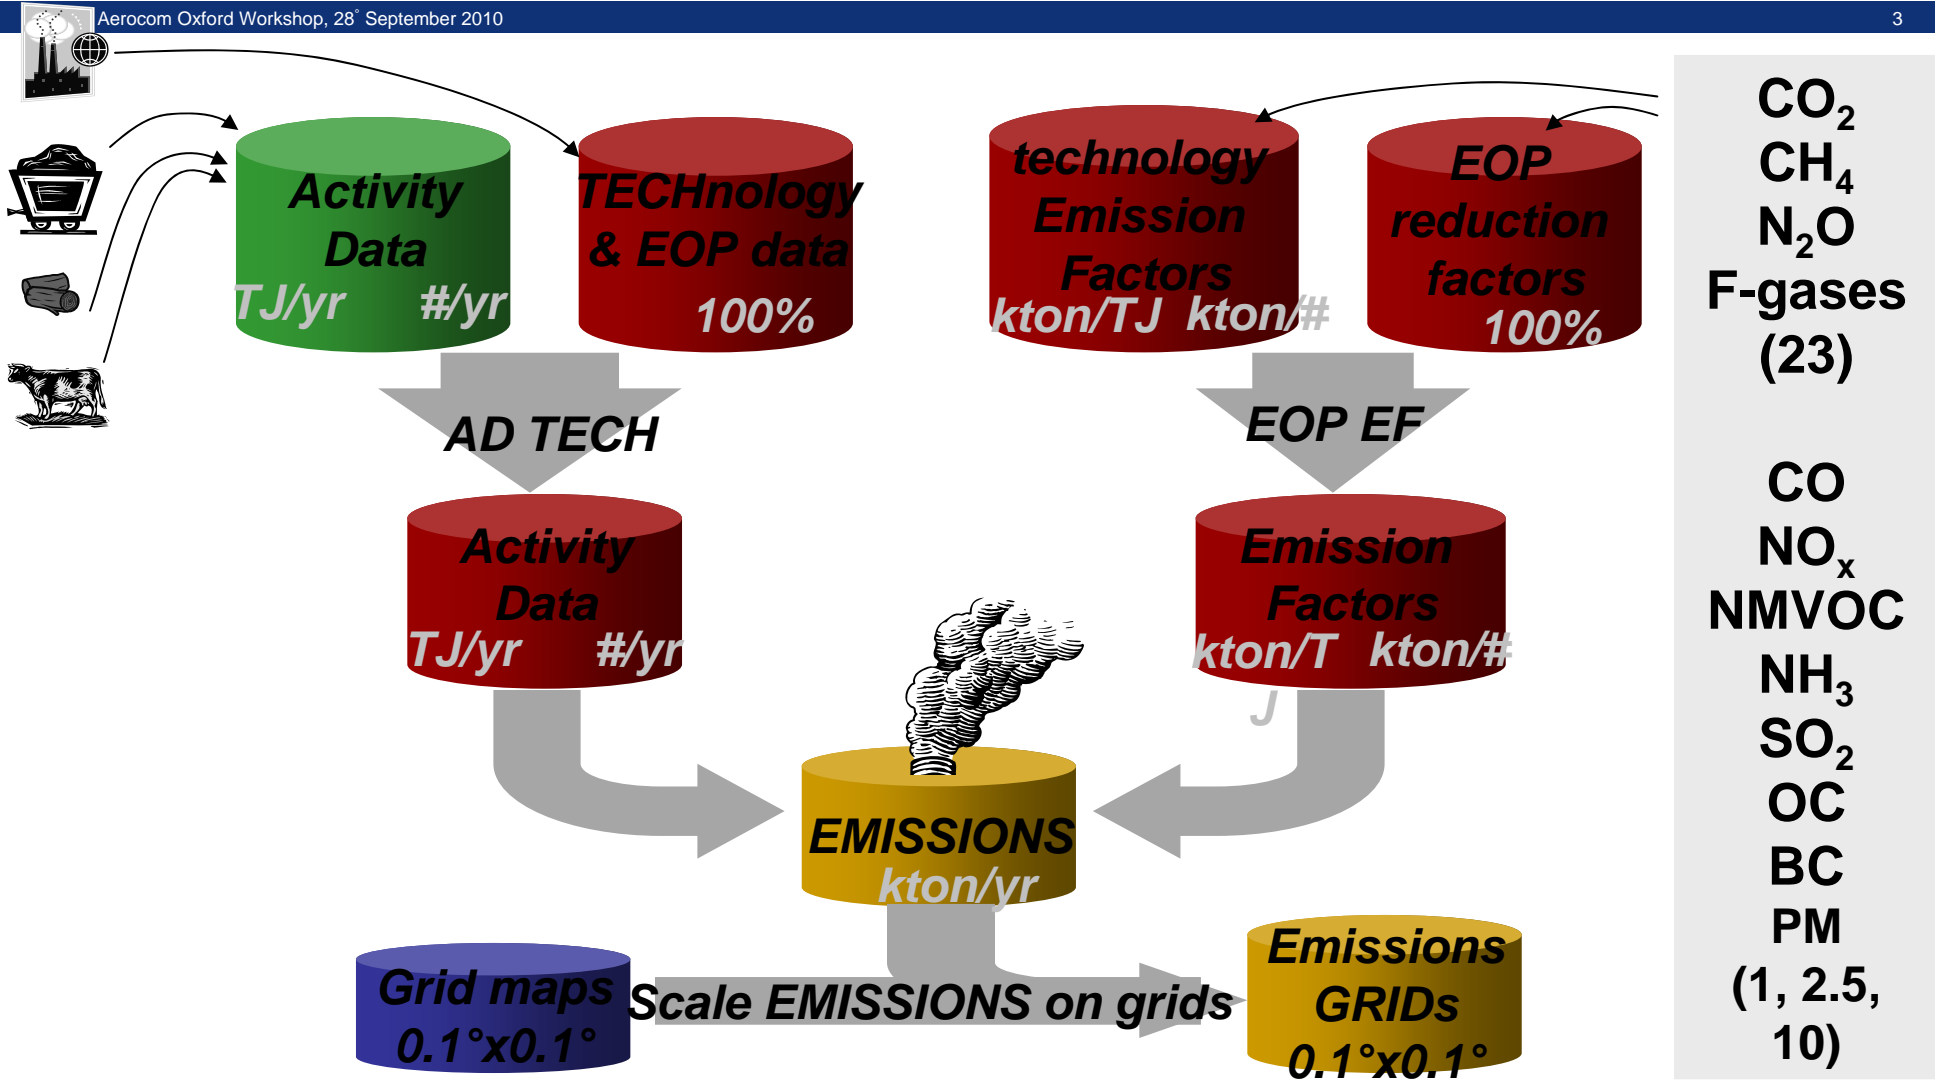 Aerocom Oxford Workshop, 28° September 2010
3
Activity
Data
TJ/yr #/yr
TECHnology
& EOP data
100%
technology
Emission
Factors
kton/TJ kton/#
EOP
reduction
factors
100%
AD TECH
EOP EF
Activity
Data
TJ/yr #/yr
Emission
Factors
kton/T kton/#
J
EMISSIONS
kton/yr
Grid maps
0.1°x0.1°
Scale EMISSIONS on grids
Emissions
GRIDs
0.1°x0.1°
CO₂
CH₄
N₂O
F-gases
(23)
CO
NOₓ
NMVOC
NH₃
SO₂
OC
BC
PM
(1, 2.5,
10)